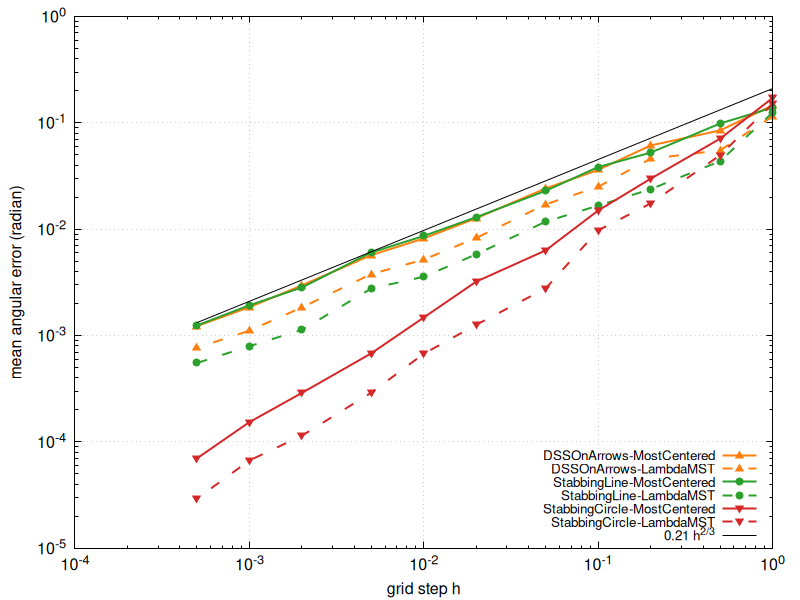 10^0
10^-1
10^-2
10^-3
10^-4
10^-5
mean angular error (radian)
DSSOnArrows-MostCentered
DSSOnArrows-LambdaMST
StabbingLine-MostCentered
StabbingLine-LambdaMST
StabbingCircle-MostCentered
StabbingCircle-LambdaMST
0.21 h^2/3
10^-4 10^-3 10^-2 10^-1 10^0
grid step h